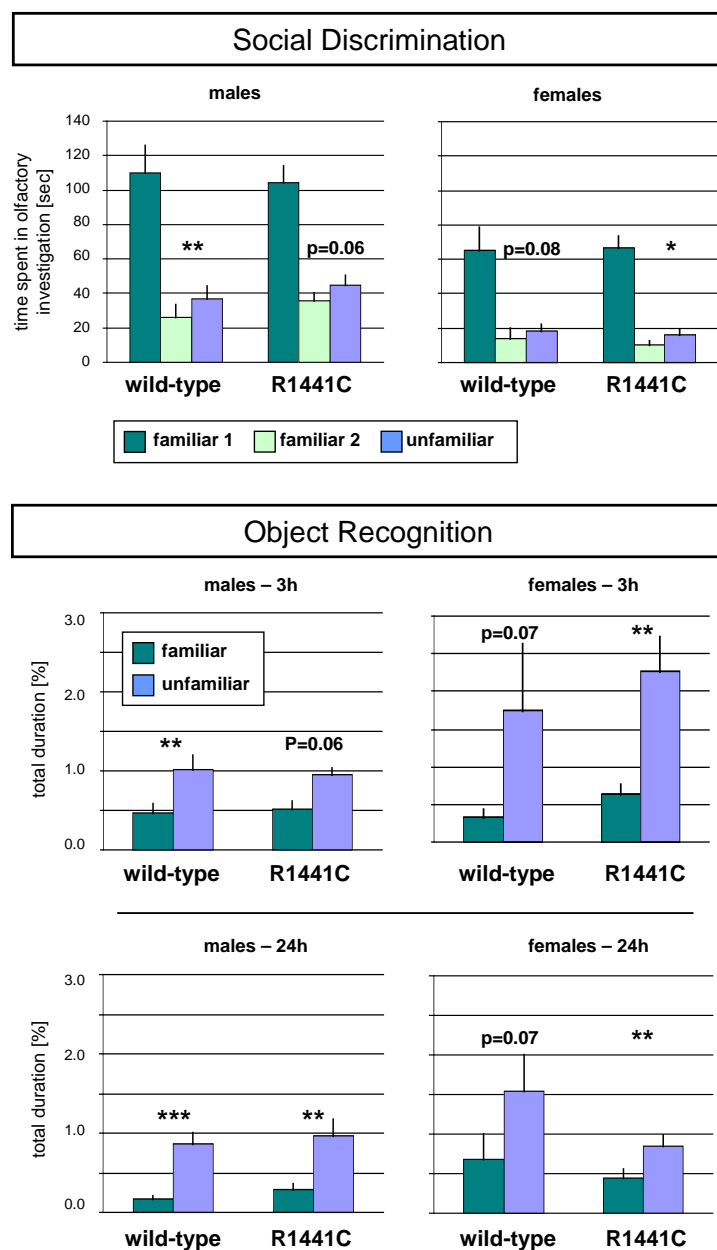 Social Discrimination
males
females
time spent in olfactory
investigation [sec]
140
120
100
80
60
40
20
0
**
p=0.06
p=0.08
*
wild-type
R1441C
wild-type
R1441C
familiar 1
familiar 2
unfamiliar
Object Recognition
males – 3h
females – 3h
total duration [%]
3.0
2.0
1.0
0.0
familiar
unfamiliar
**
P=0.06
p=0.07
**
wild-type
R1441C
wild-type
R1441C
males – 24h
females – 24h
total duration [%]
3.0
2.0
1.0
0.0
***
**
p=0.07
**
wild-type
R1441C
wild-type
R1441C